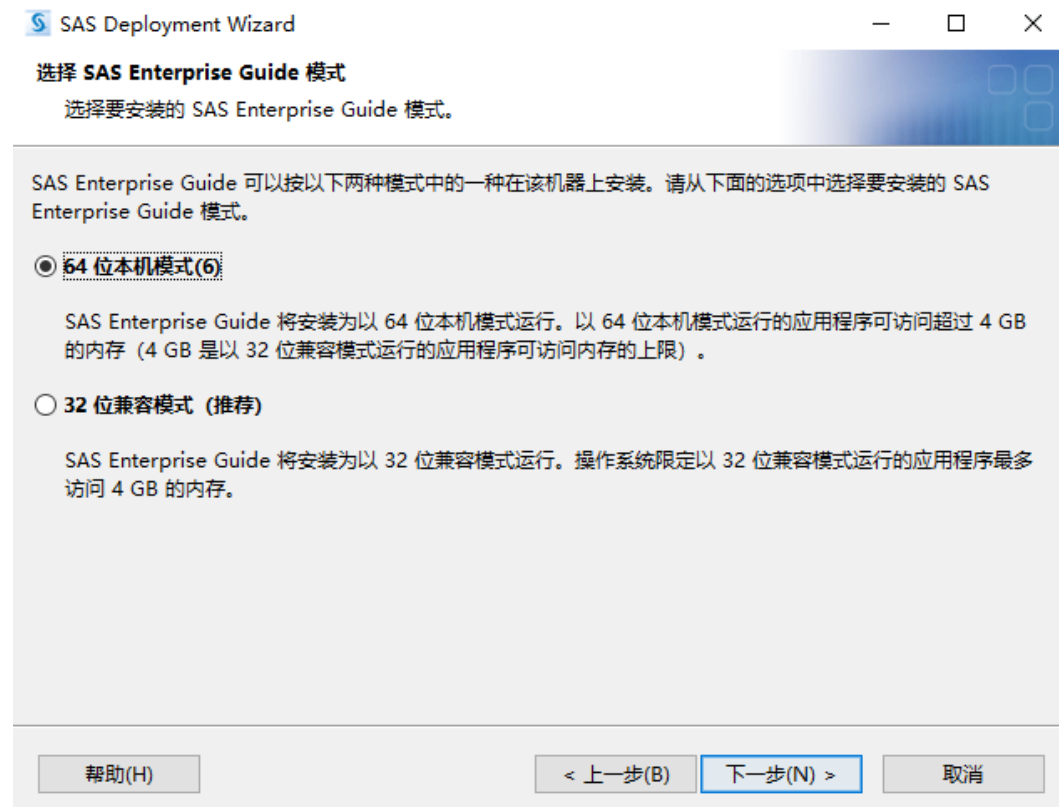 SAS Deployment Wizard
选择 SAS Enterprise Guide 模式
选择要安装的 SAS Enterprise Guide 模式。
SAS Enterprise Guide 可以按以下两种模式中的一种在该机器上安装。请从下面的选项中选择要安装的 SAS
Enterprise Guide 模式。
64 位本机模式(6)
SAS Enterprise Guide 将安装为以 64 位本机模式运行。以 64 位本机模式运行的应用程序可访问超过 4 GB
的内存（4 GB 是以 32 位兼容模式运行的应用程序可访问内存的上限）。
32 位兼容模式（推荐)
SAS Enterprise Guide 将安装为以 32 位兼容模式运行。操作系统限定以 32 位兼容模式运行的应用程序最多
访问 4 GB 的内存。
帮助(H)
< 上一步(B)
下一步(N) >
取消